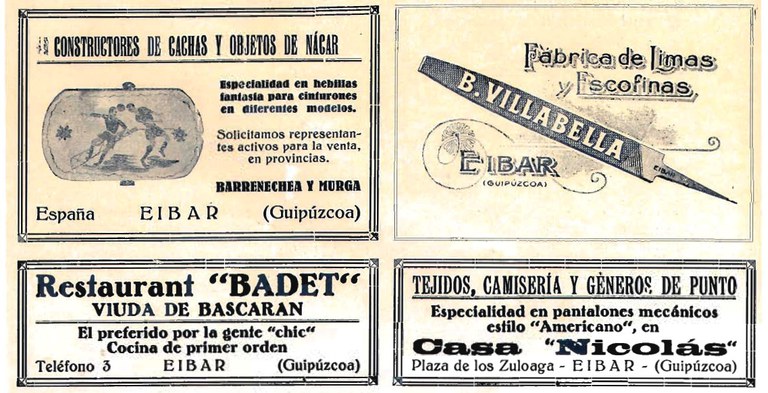 CONSTRUCTORES DE CACHAS Y OBJETOS DE NÁCAR
Especialidad en hebillas
fantasía para cinturones
en diferentes modelos.
Solicitamos representan-
tes activos para la venta,
en provincias.
BARRENECHEA Y MURGA
España EIBAR (Guipúzcoa)
Fábrica de Limas
y Escofinas
B. VILLABELLA
EIBAR
EIBAR
(GUIPÚZCOA)
Restaurant "BADET"
VIUDA DE BASCARAN
El preferido por la gente "chic"
Cocina de primer orden
Teléfono 3 EIBAR (Guipúzcoa)
TEJIDOS, CAMISERÍA Y GÉNEROS DE PUNTO
Especialidad en pantalones mecánicos
estilo "Americano", en
Casa "Nicolás"
Plaza de los Zuloaga - EIBAR - (Guipúzcoa)